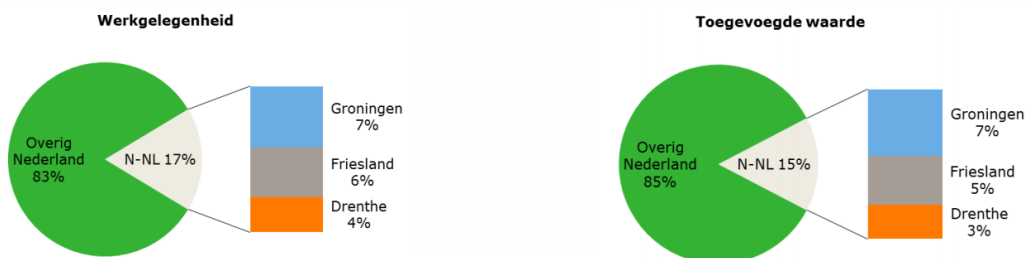 Werkgelegenheid
Overig
Nederland
83%
N-NL 17%
Groningen
7%
Friesland
6%
Drenthe
4%
Toegevoegde waarde
Overig
Nederland
85%
N-NL 15%
Groningen
7%
Friesland
5%
Drenthe
3%